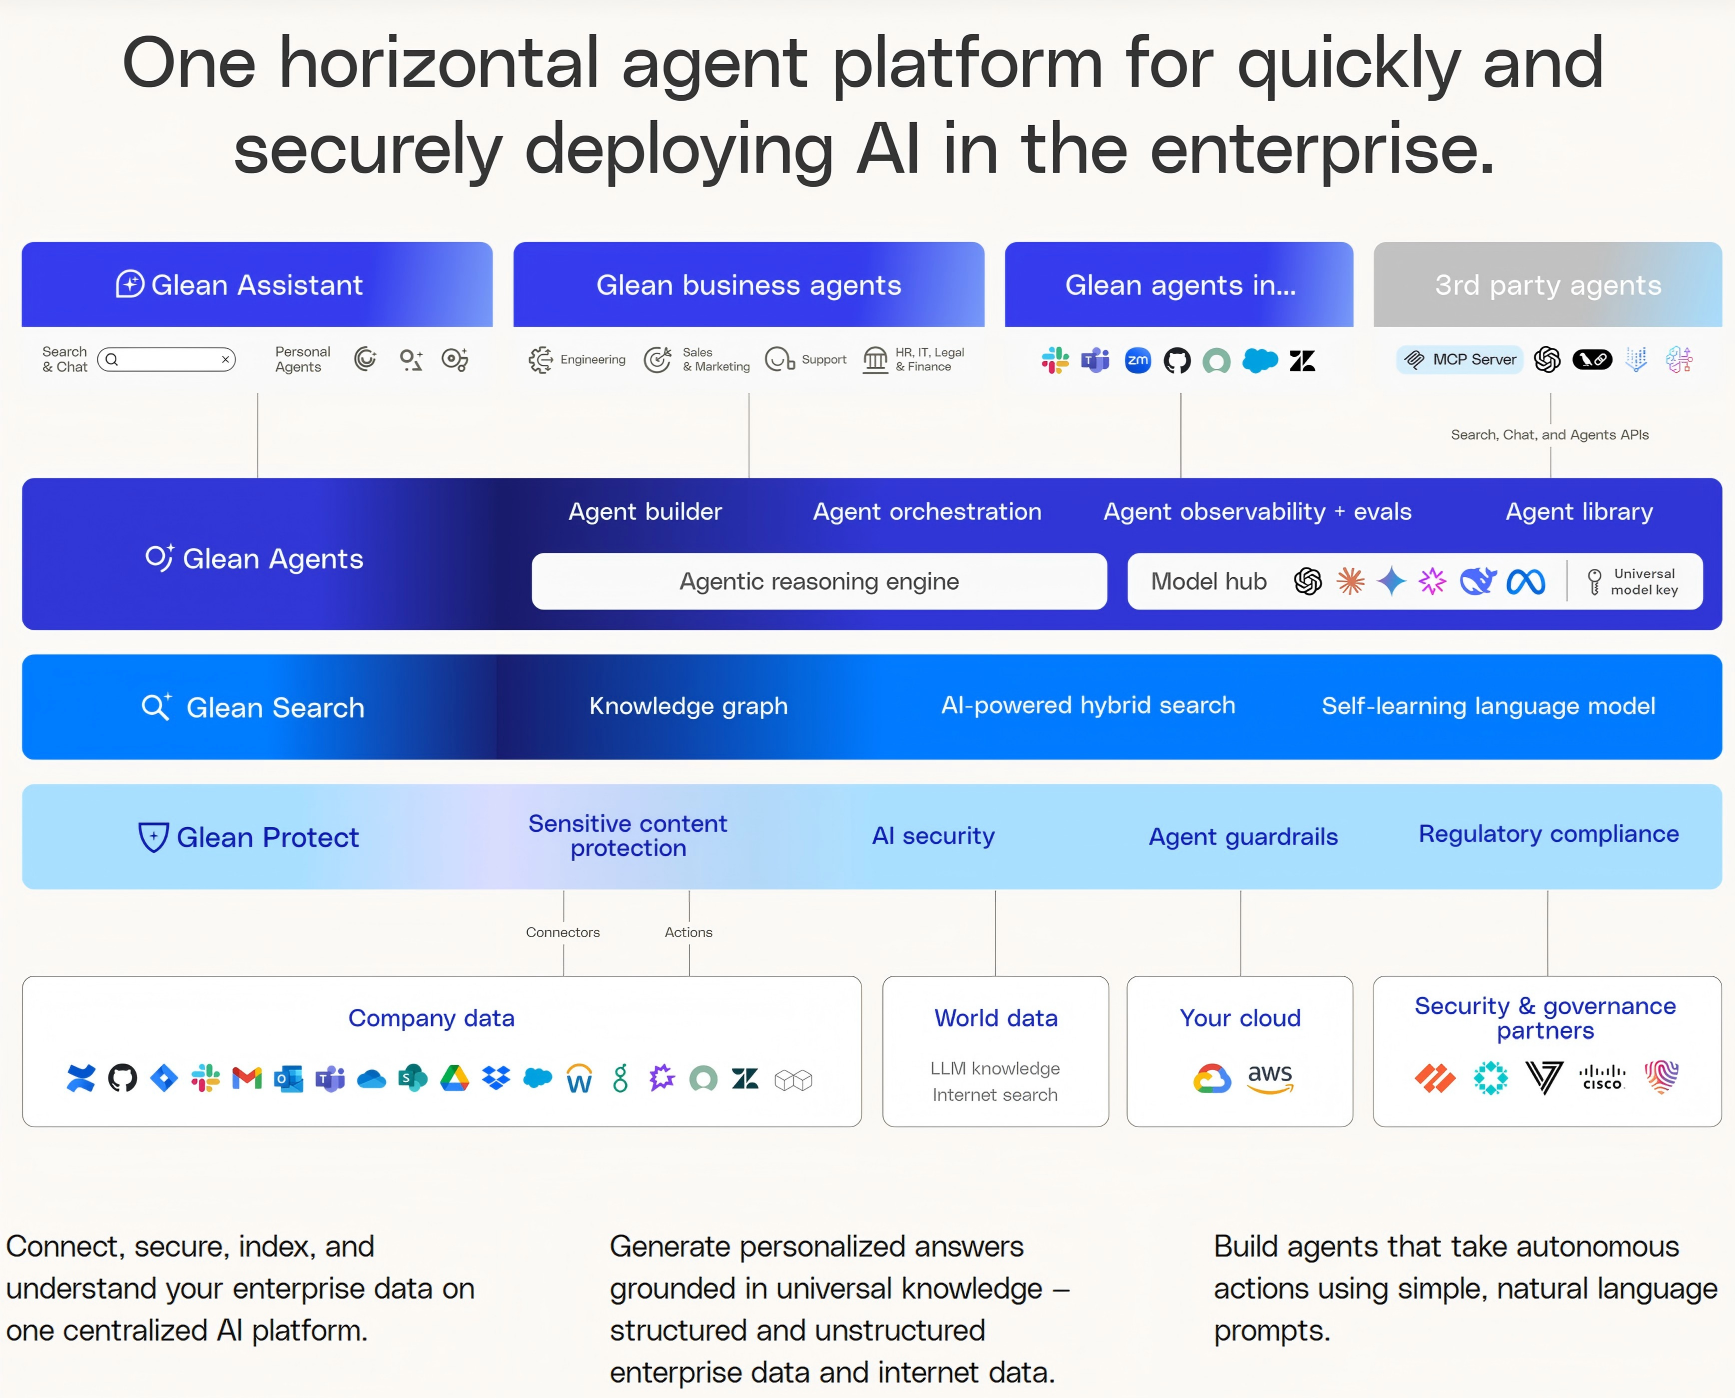 One horizontal agent platform for quickly and
securely deploying AI in the enterprise.
Glean Assistant
Glean business agents
Glean agents in...
3rd party agents
Search
& Chat
Personal
Agents
Engineering
Sales
& Marketing
Support
HR, IT, Legal
& Finance
zm
MCP Server
Search, Chat, and Agents APIs
Glean Agents
Agent builder
Agent orchestration
Agent observability + evals
Agent library
Agentic reasoning engine
Model hub
Universal
model key
Glean Search
Knowledge graph
AI-powered hybrid search
Self-learning language model
Glean Protect
Sensitive content
protection
AI security
Agent guardrails
Regulatory compliance
Connectors
Actions
Company data
World data
LLM knowledge
Internet search
Your cloud
aws
Security & governance
partners
CISCO
Connect, secure, index, and
understand your enterprise data on
one centralized AI platform.
Generate personalized answers
grounded in universal knowledge –
structured and unstructured
enterprise data and internet data.
Build agents that take autonomous
actions using simple, natural language
prompts.